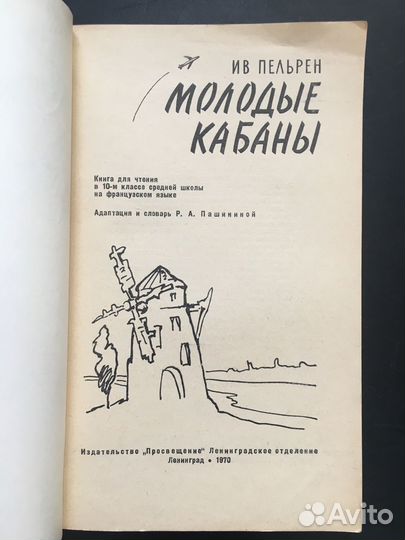 ИВ ПЕЛЬРЕН
МОЛОДЫЕ
КАБАНЫ
Книга для чтения
в 10-м классе средней школы
на французском языке
Адаптация и словарь Р. А. Пашининой
Издательство „Просвещение" Ленинградское отделение
Ленинград • 1970
Avito